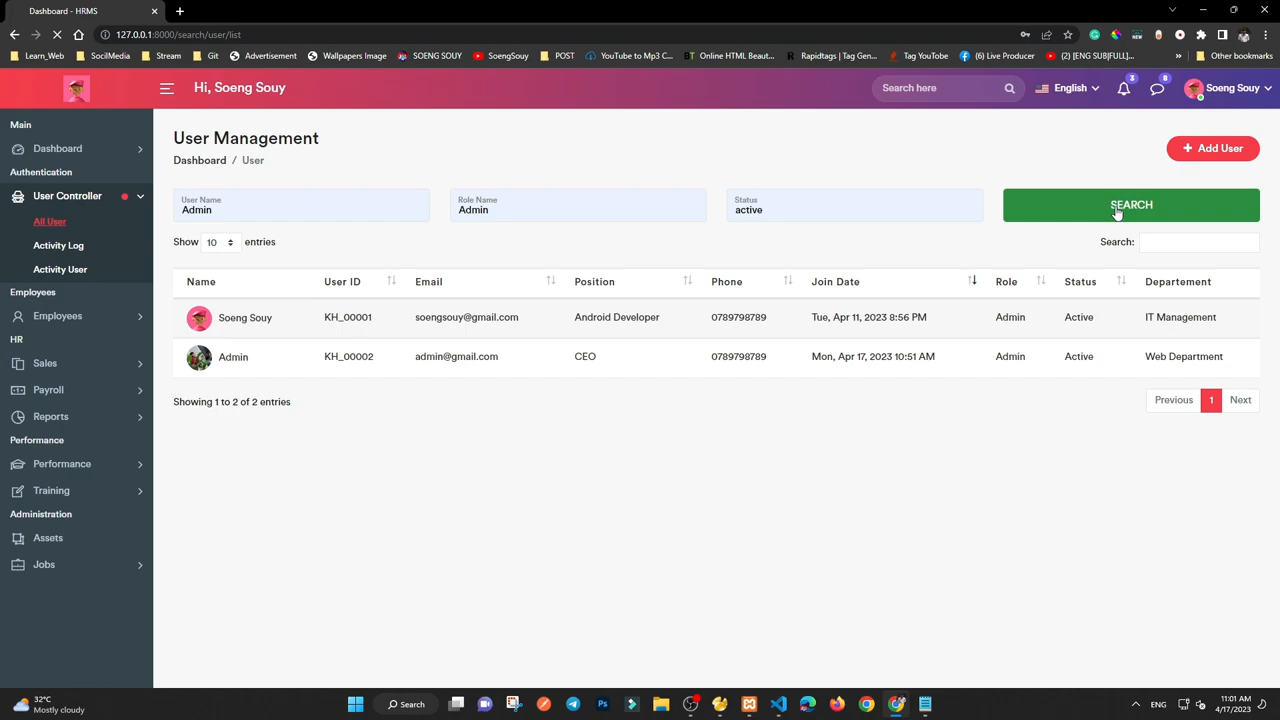 Dashboard - HRMS
127.0.0.1:8000/search/user/list
Learn_Web SocilMedia Stream Git Advertisement Wallpapers Image SOENG SOUY SoengSouy POST YouTube to Mp3 C... Online HTML Beaut... Rapidtags |Tag Gen... Tag YouTube (6) Live Producer (2) [ENG SUB[FULL]... » Other bookmarks
Hi, Soeng Souy
Search here
English
3
8
Soeng Souy
Main
Dashboard
Authentication
User Controller
All User
Activity Log
Activity User
Employees
Employees
HR
Sales
Payroll
Reports
Performance
Performance
Training
Administration
Assets
Jobs
User Management
Dashboard / User
+ Add User
User Name
Admin
Role Name
Admin
Status
active
SEARCH
Show 10 entries
Search:
Name User ID Email Position Phone Join Date Role Status Departement
Soeng Souy KH_00001 soengsouy@gmail.com Android Developer 0789798789 Tue, Apr 11, 2023 8:56 PM Admin Active IT Management
Admin KH_00002 admin@gmail.com CEO 0789798789 Mon, Apr 17, 2023 10:51 AM Admin Active Web Department
Showing 1 to 2 of 2 entries
Previous 1 Next
32°C
Mostly cloudy
Search
ENG
11:01 AM
4/17/2023